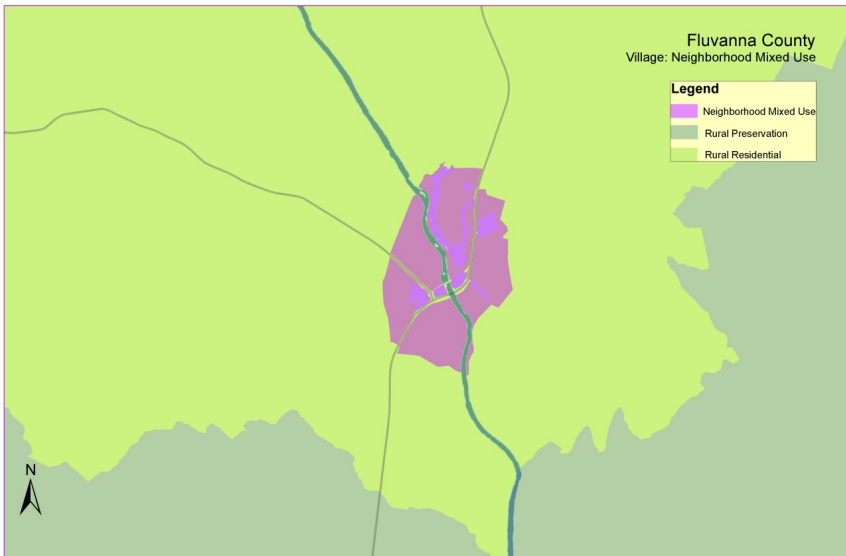 Fluvanna County
Village: Neighborhood Mixed Use
Legend
Neighborhood Mixed Use
Rural Preservation
Rural Residential
N